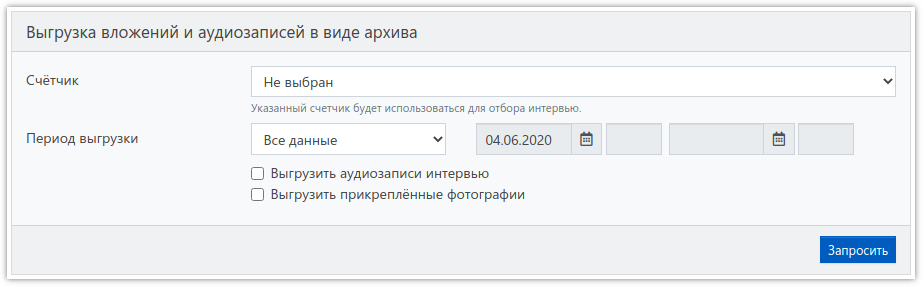 Выгрузка вложений и аудиозаписей в виде архива
Счётчик
Не выбран
Указанный счетчик будет использоваться для отбора интервью.
Период выгрузки
Все данные
04.06.2020
Выгрузить аудиозаписи интервью
Выгрузить прикреплённые фотографии
Запросить